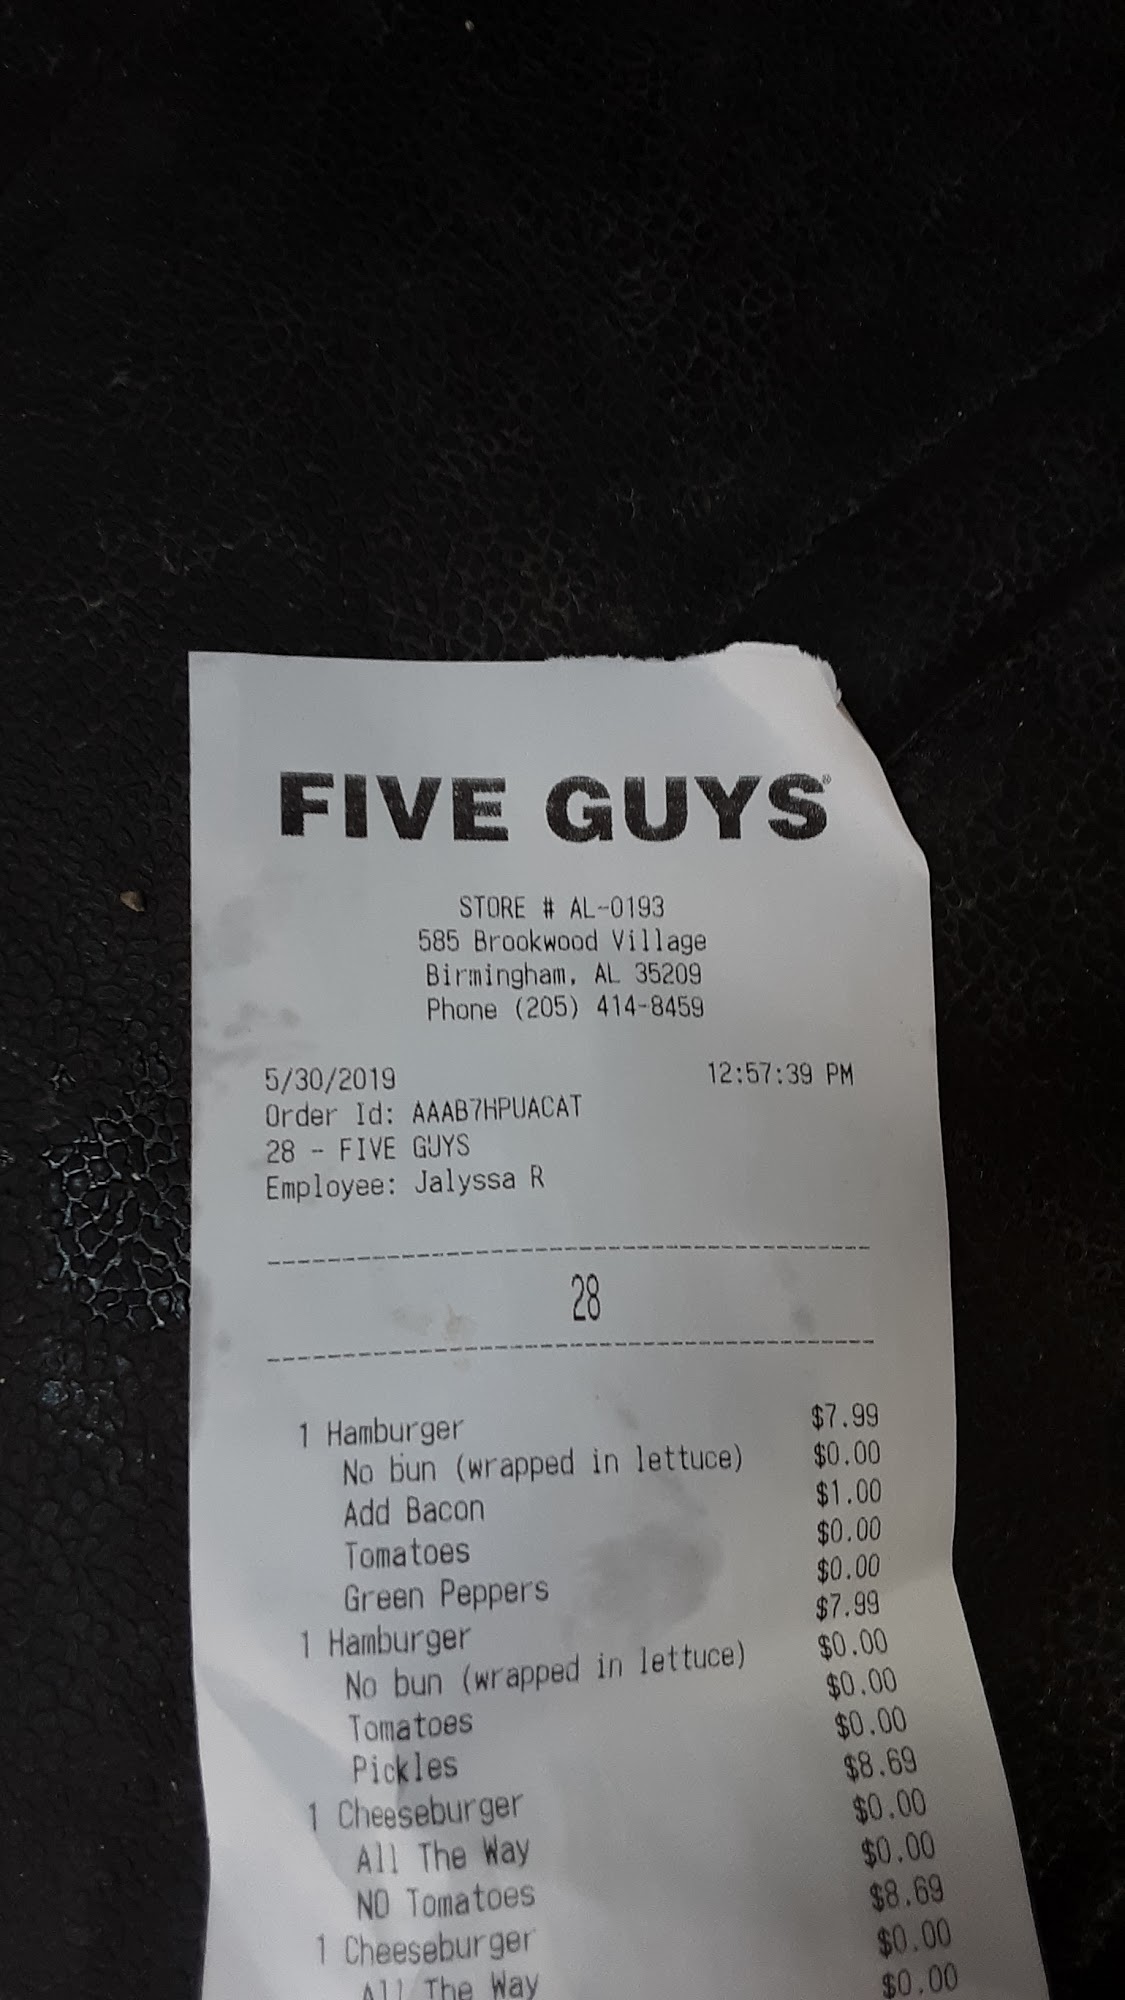 FIVE GUYS®
STORE # AL-0193
585 Brookwood Village
Birmingham, AL 35209
Phone (205) 414-8459
5/30/2019 12:57:39 PM
Order Id: AAAB7HPUACAT
28 - FIVE GUYS
Employee: Jalyssa R
28
1 Hamburger $7.99
No bun (wrapped in lettuce) $0.00
Add Bacon $1.00
Tomatoes $0.00
Green Peppers $0.00
1 Hamburger $7.99
No bun (wrapped in lettuce) $0.00
Tomatoes $0.00
Pickles $0.00
1 Cheeseburger $8.69
All The Way $0.00
NO Tomatoes $0.00
1 Cheeseburger $8.69
All The Way $0.00
$0.00